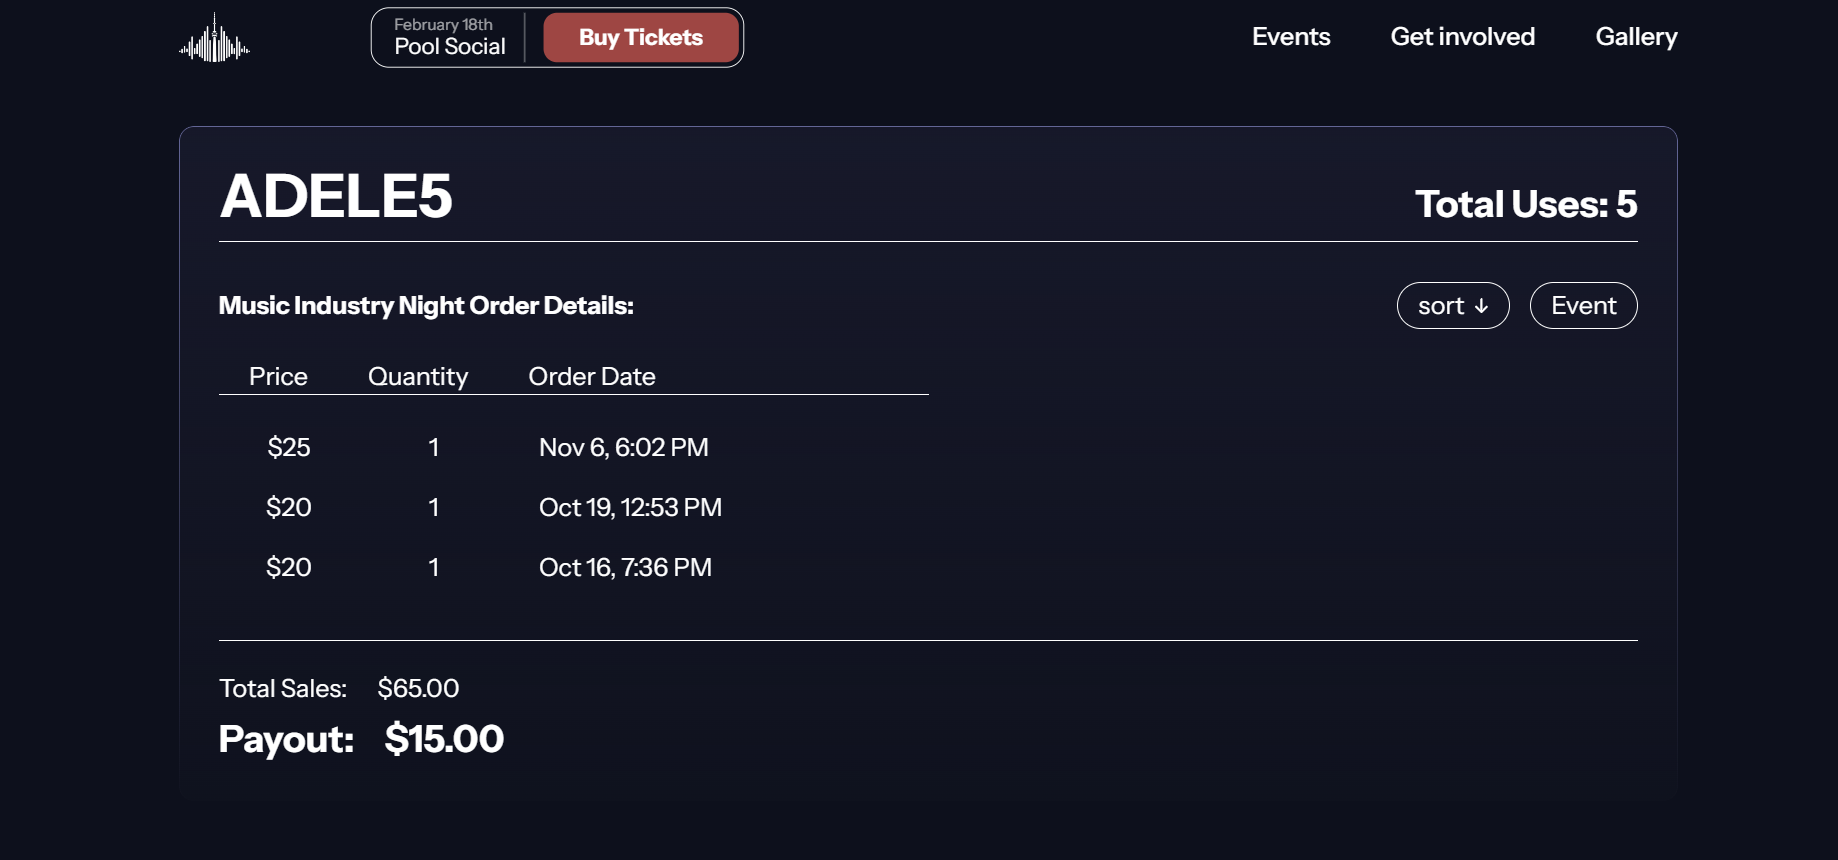 February 18th
Pool Social
Buy Tickets
Events
Get involved
Gallery
ADELE5
Total Uses: 5
Music Industry Night Order Details:
sort ↓
Event
Price Quantity Order Date
$25 1 Nov 6, 6:02 PM
$20 1 Oct 19, 12:53 PM
$20 1 Oct 16, 7:36 PM
Total Sales: $65.00
Payout: $15.00